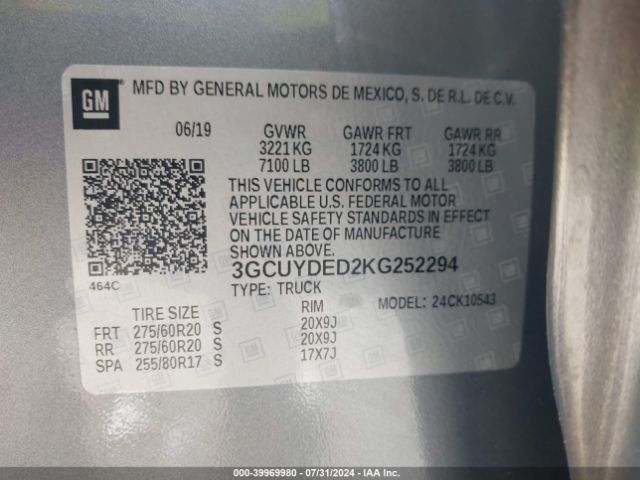 GM
MFD BY GENERAL MOTORS DE MEXICO, S. DE R.L. DE C.V.
06/19 GVWR GAWR FRT GAWR RR
3221 KG 1724 KG 1724 KG
7100 LB 3800 LB 3800 LB
THIS VEHICLE CONFORMS TO ALL
APPLICABLE U.S. FEDERAL MOTOR
VEHICLE SAFETY STANDARDS IN EFFECT
ON THE DATE OF MANUFACTURE
SHOWN ABOVE.
3GCUYDED2KG252294
464C
TYPE: TRUCK MODEL: 24CK10543
TIRE SIZE RIM
FRT 275/60R20 S 20X9J
RR 275/60R20 S 20X9J
SPA 255/80R17 S 17X7J
000-39969980 - 07/31/2024 - IAA Inc.